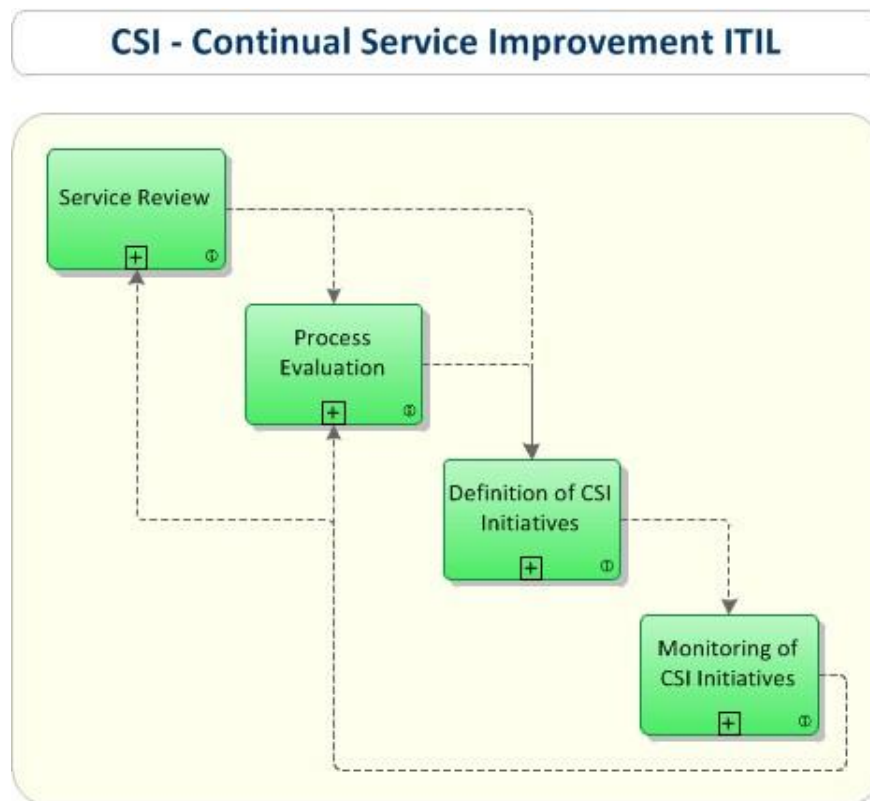 CSI - Continual Service Improvement ITIL
Service Review
Process
Evaluation
Definition of CSI
Initiatives
Monitoring of
CSI Initiatives